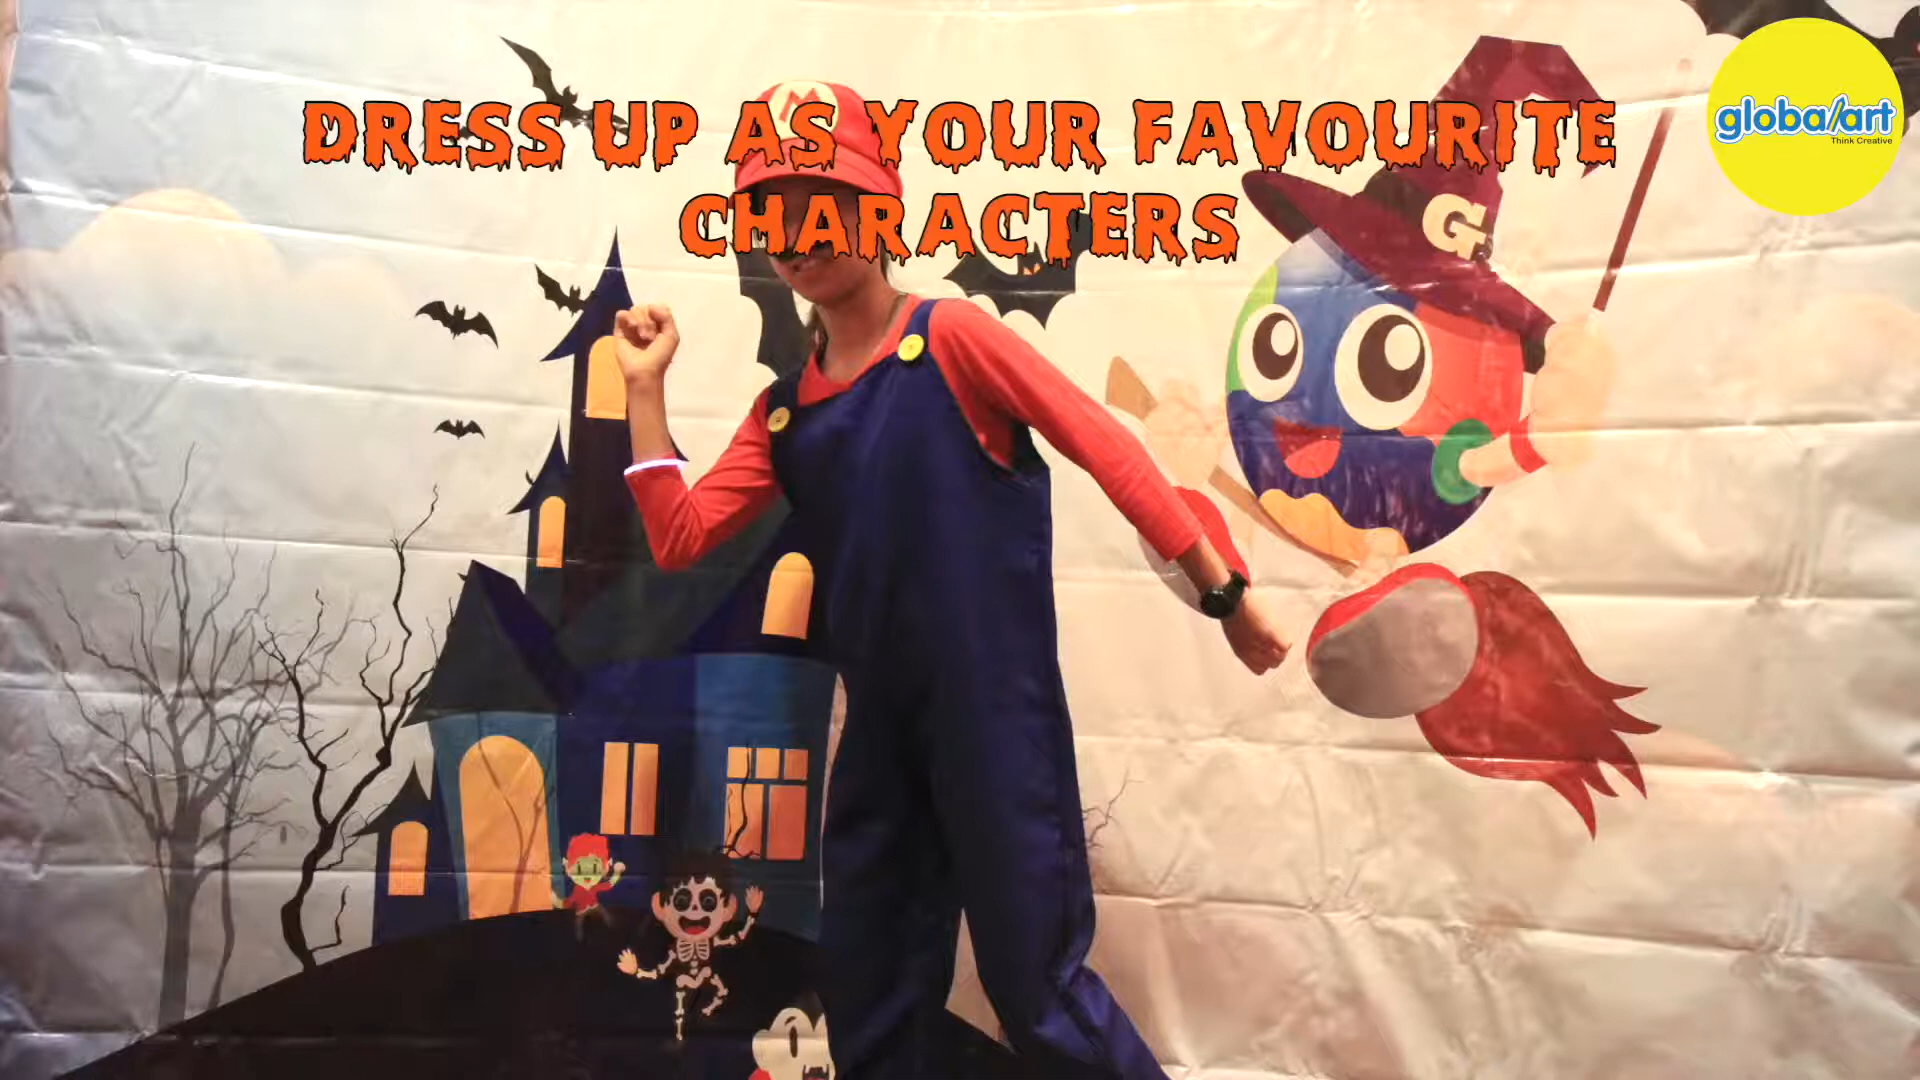 DRESS UP AS YOUR FAVOURITE
CHARACTERS
globalart
Think Creative
M
G